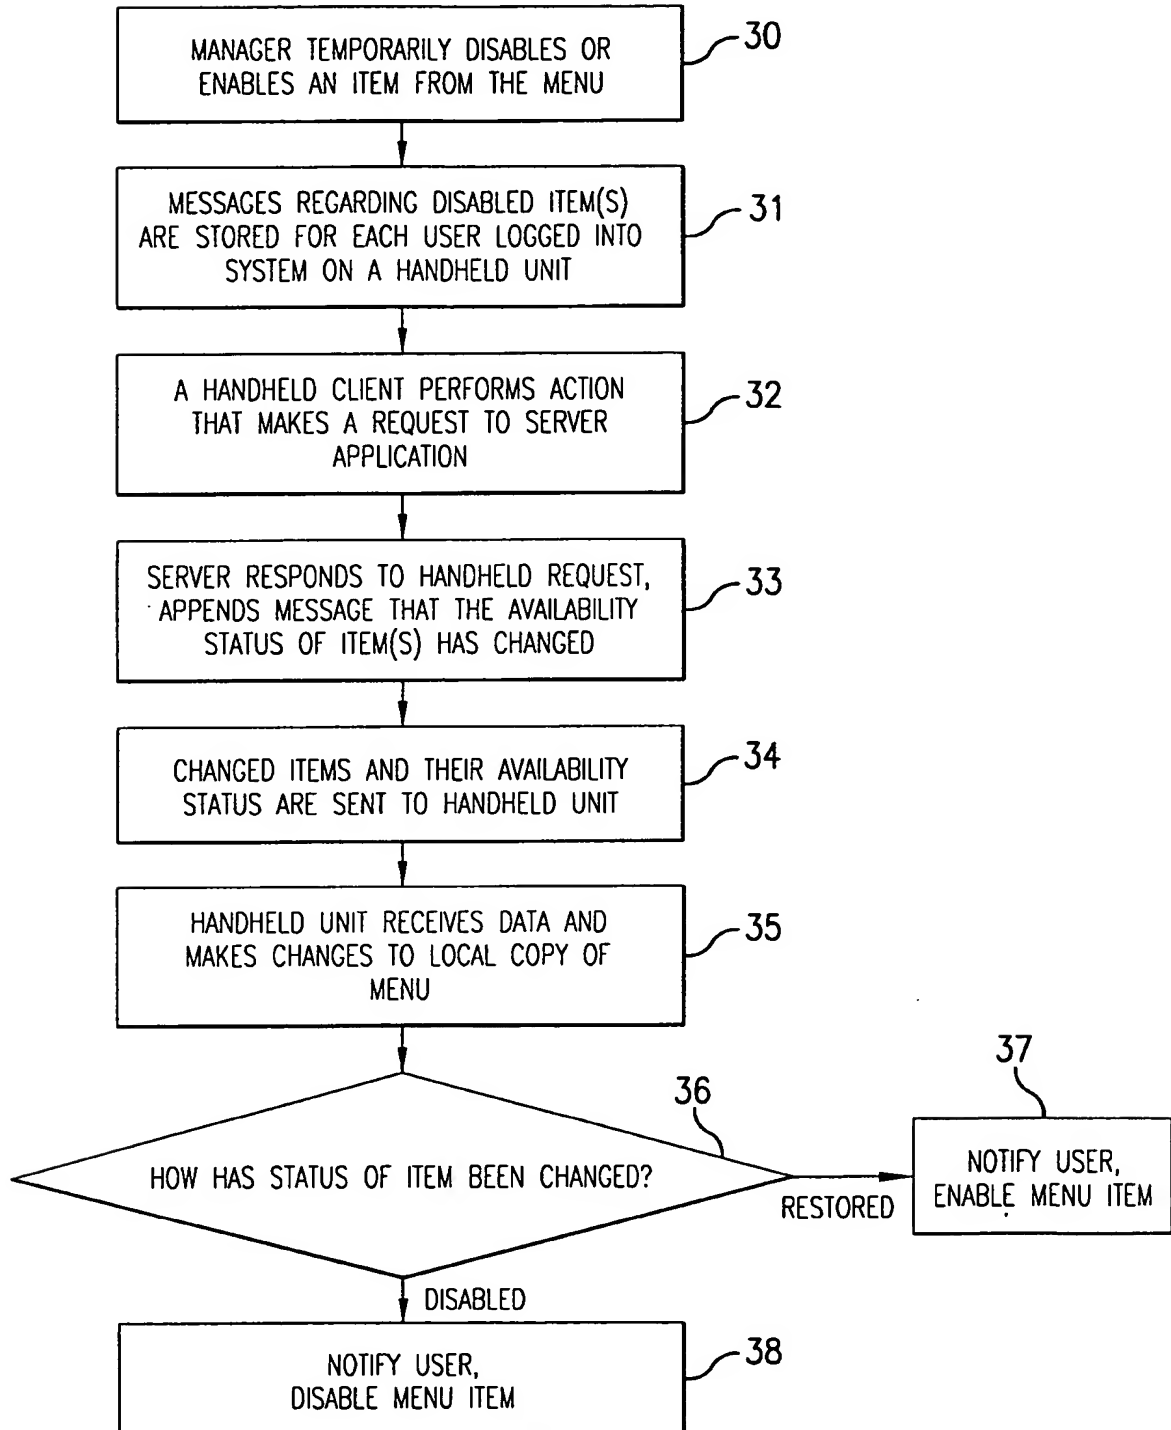 MANAGER TEMPORARILY DISABLES OR
ENABLES AN ITEM FROM THE MENU
30
MESSAGES REGARDING DISABLED ITEM(S)
ARE STORED FOR EACH USER LOGGED INTO
SYSTEM ON A HANDHELD UNIT
31
A HANDHELD CLIENT PERFORMS ACTION
THAT MAKES A REQUEST TO SERVER
APPLICATION
32
SERVER RESPONDS TO HANDHELD REQUEST,
APPENDS MESSAGE THAT THE AVAILABILITY
STATUS OF ITEM(S) HAS CHANGED
33
CHANGED ITEMS AND THEIR AVAILABILITY
STATUS ARE SENT TO HANDHELD UNIT
34
HANDHELD UNIT RECEIVES DATA AND
MAKES CHANGES TO LOCAL COPY OF
MENU
35
HOW HAS STATUS OF ITEM BEEN CHANGED?
36
RESTORED
37
NOTIFY USER,
ENABLE MENU ITEM
DISABLED
NOTIFY USER,
DISABLE MENU ITEM
38